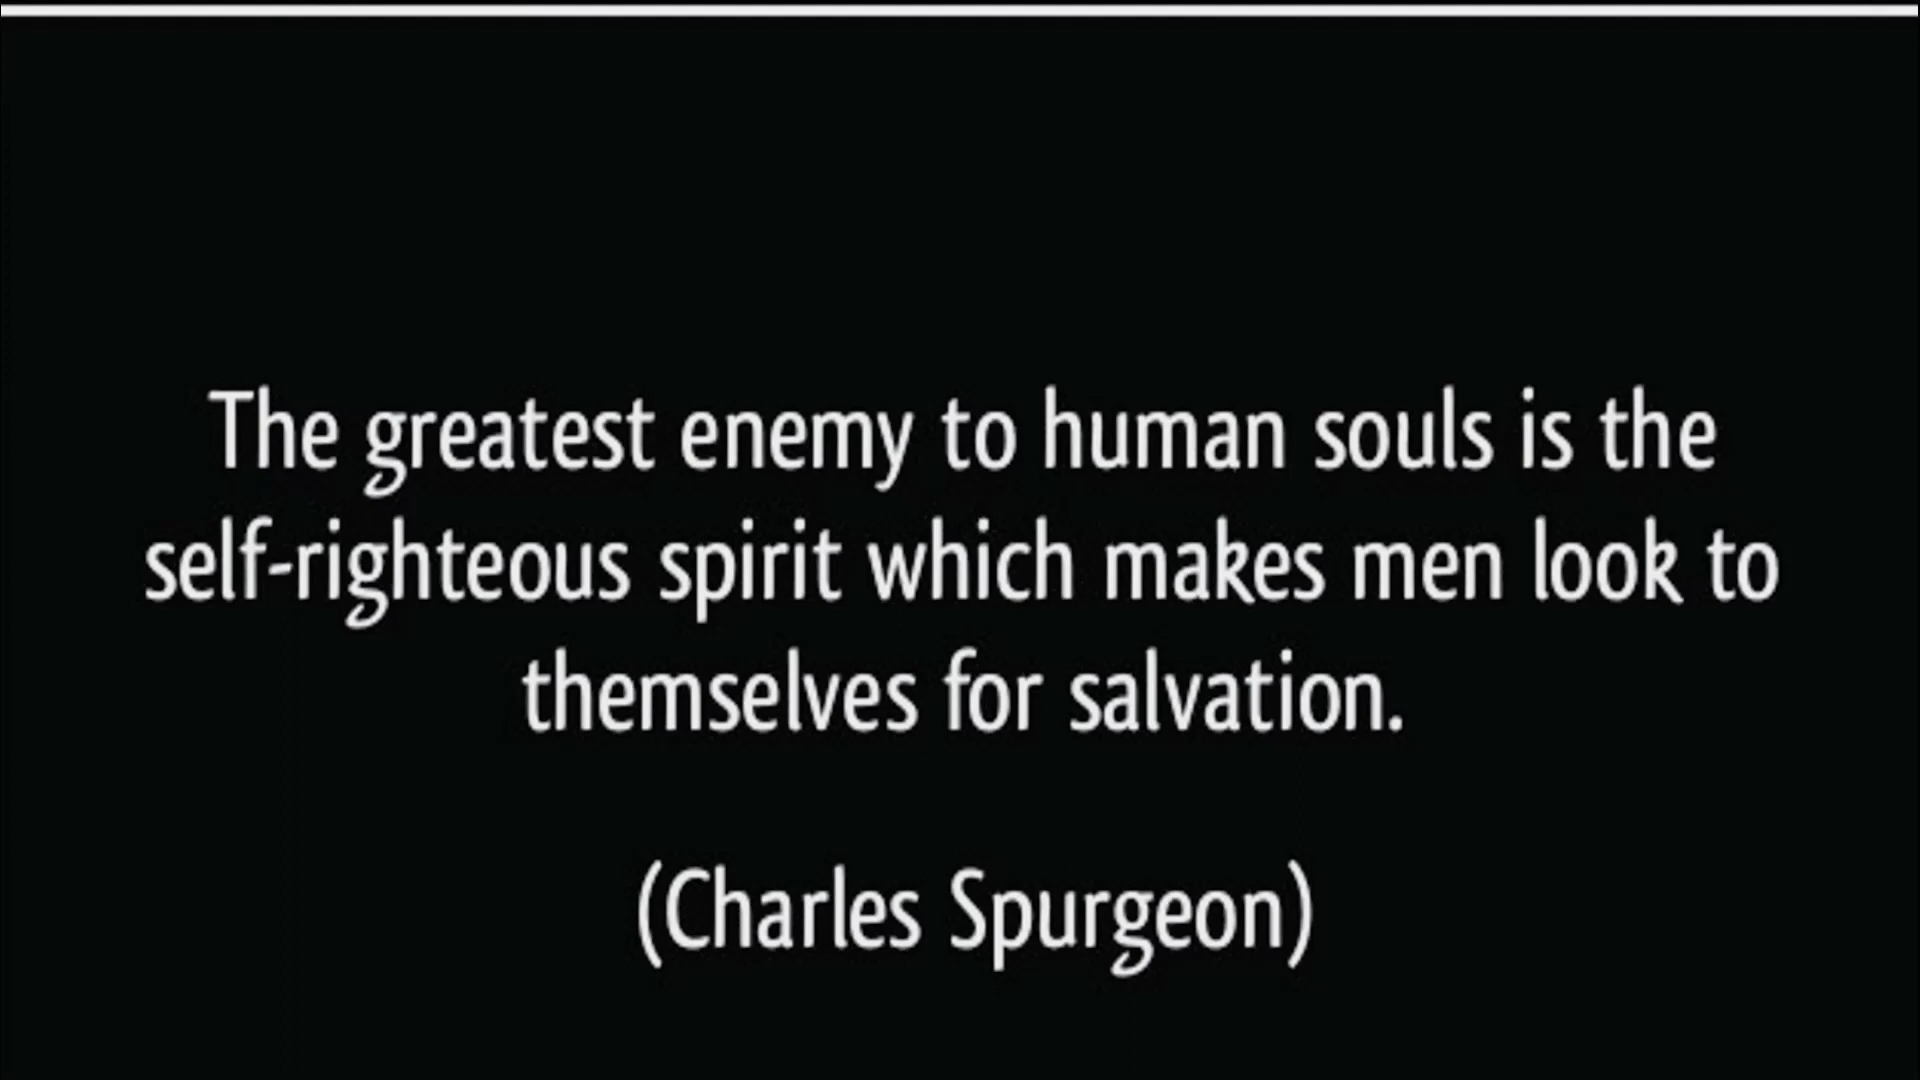 The greatest enemy to human souls is the
self-righteous spirit which makes men look to
themselves for salvation.
(Charles Spurgeon)